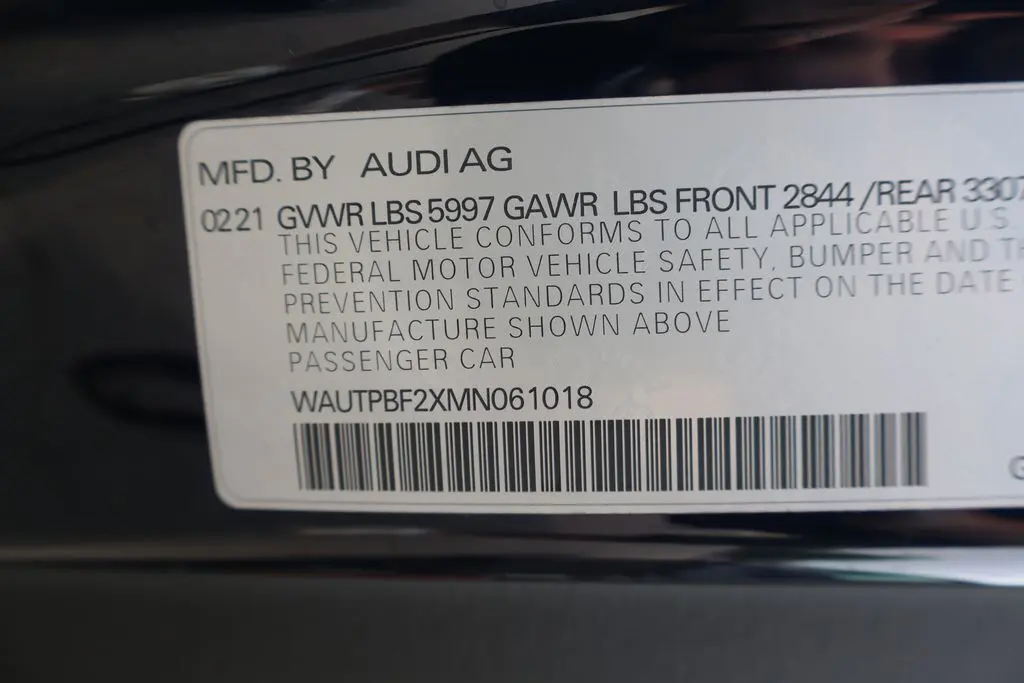 MFD. BY AUDI AG
0221 GVWR LBS 5997 GAWR LBS FRONT 2844 /REAR 3307
THIS VEHICLE CONFORMS TO ALL APPLICABLE U.S.
FEDERAL MOTOR VEHICLE SAFETY, BUMPER AND TH
PREVENTION STANDARDS IN EFFECT ON THE DATE
MANUFACTURE SHOWN ABOVE
PASSENGER CAR
WAUTPBF2XMN061018
G